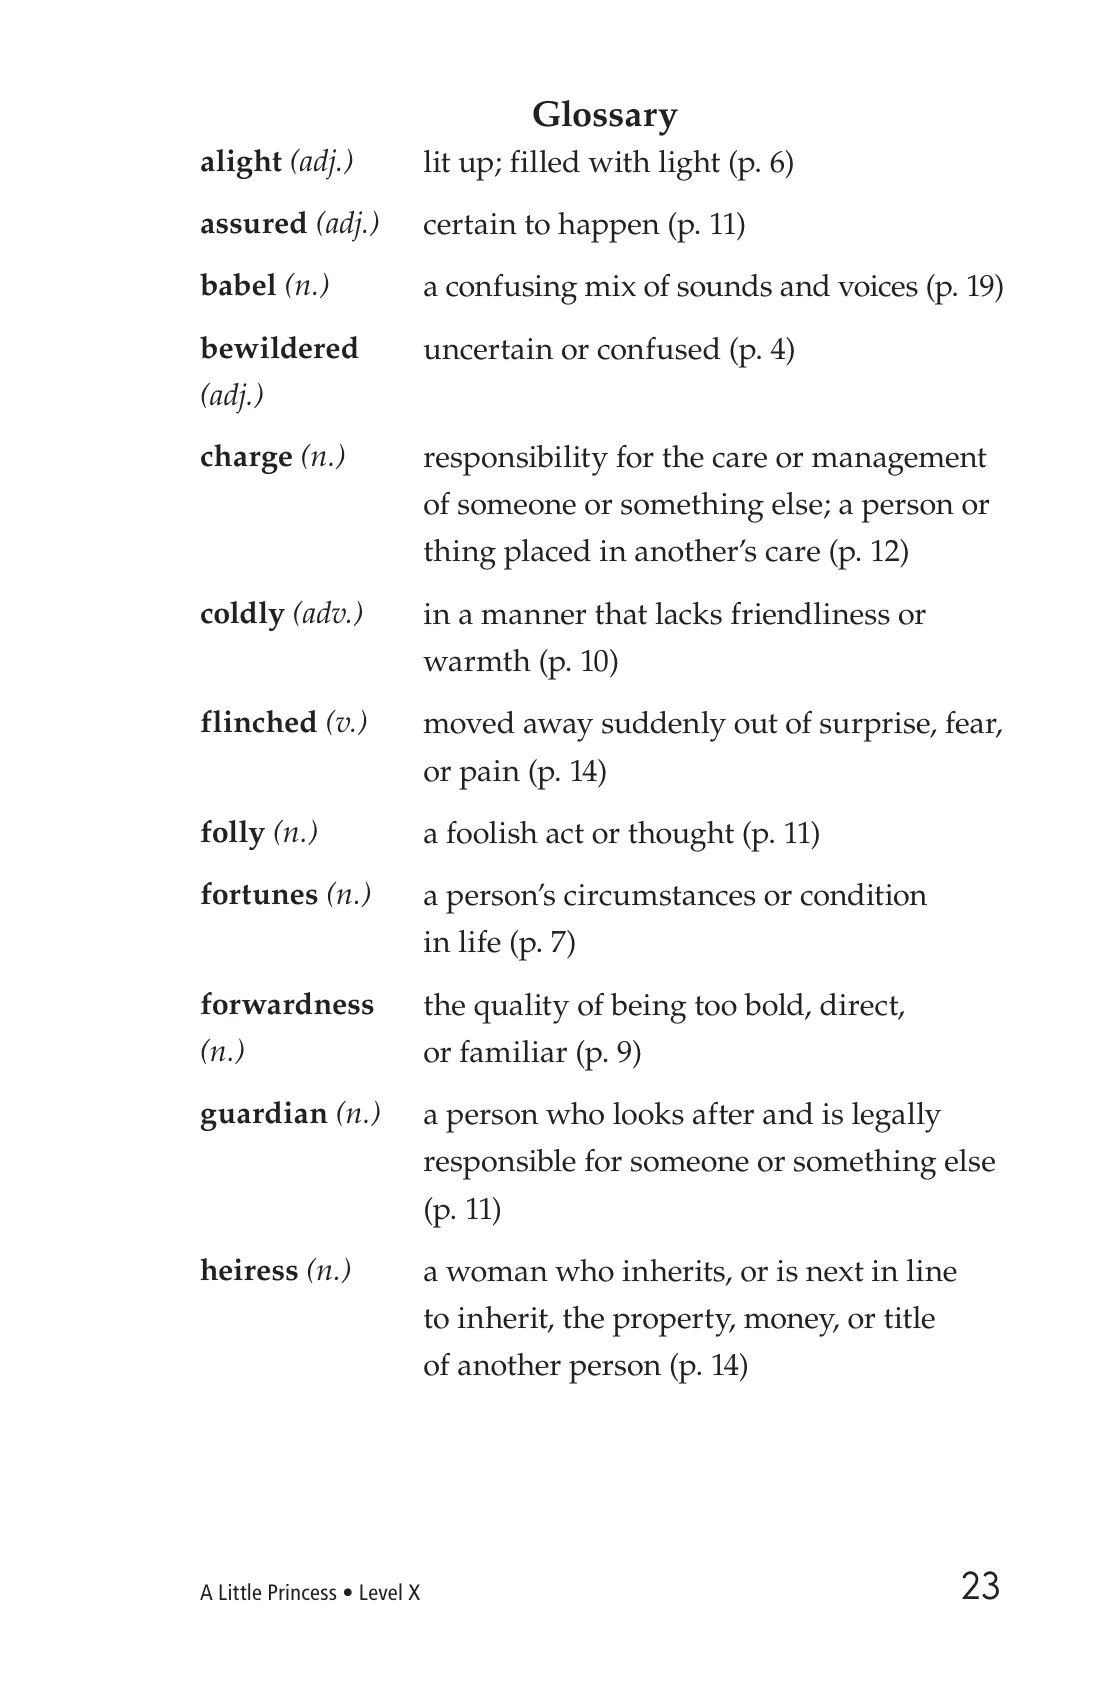 Glossary
alight (adj.) lit up; filled with light (p. 6)
assured (adj.) certain to happen (p. 11)
babel (n.) a confusing mix of sounds and voices (p. 19)
bewildered uncertain or confused (p. 4)
(adj.)
charge (n.) responsibility for the care or management
of someone or something else; a person or
thing placed in another’s care (p. 12)
coldly (adv.) in a manner that lacks friendliness or
warmth (p. 10)
flinched (v.) moved away suddenly out of surprise, fear,
or pain (p. 14)
folly (n.) a foolish act or thought (p. 11)
fortunes (n.) a person’s circumstances or condition
in life (p. 7)
forwardness the quality of being too bold, direct,
(n.) or familiar (p. 9)
guardian (n.) a person who looks after and is legally
responsible for someone or something else
(p. 11)
heiress (n.) a woman who inherits, or is next in line
to inherit, the property, money, or title
of another person (p. 14)
A Little Princess • Level X 23